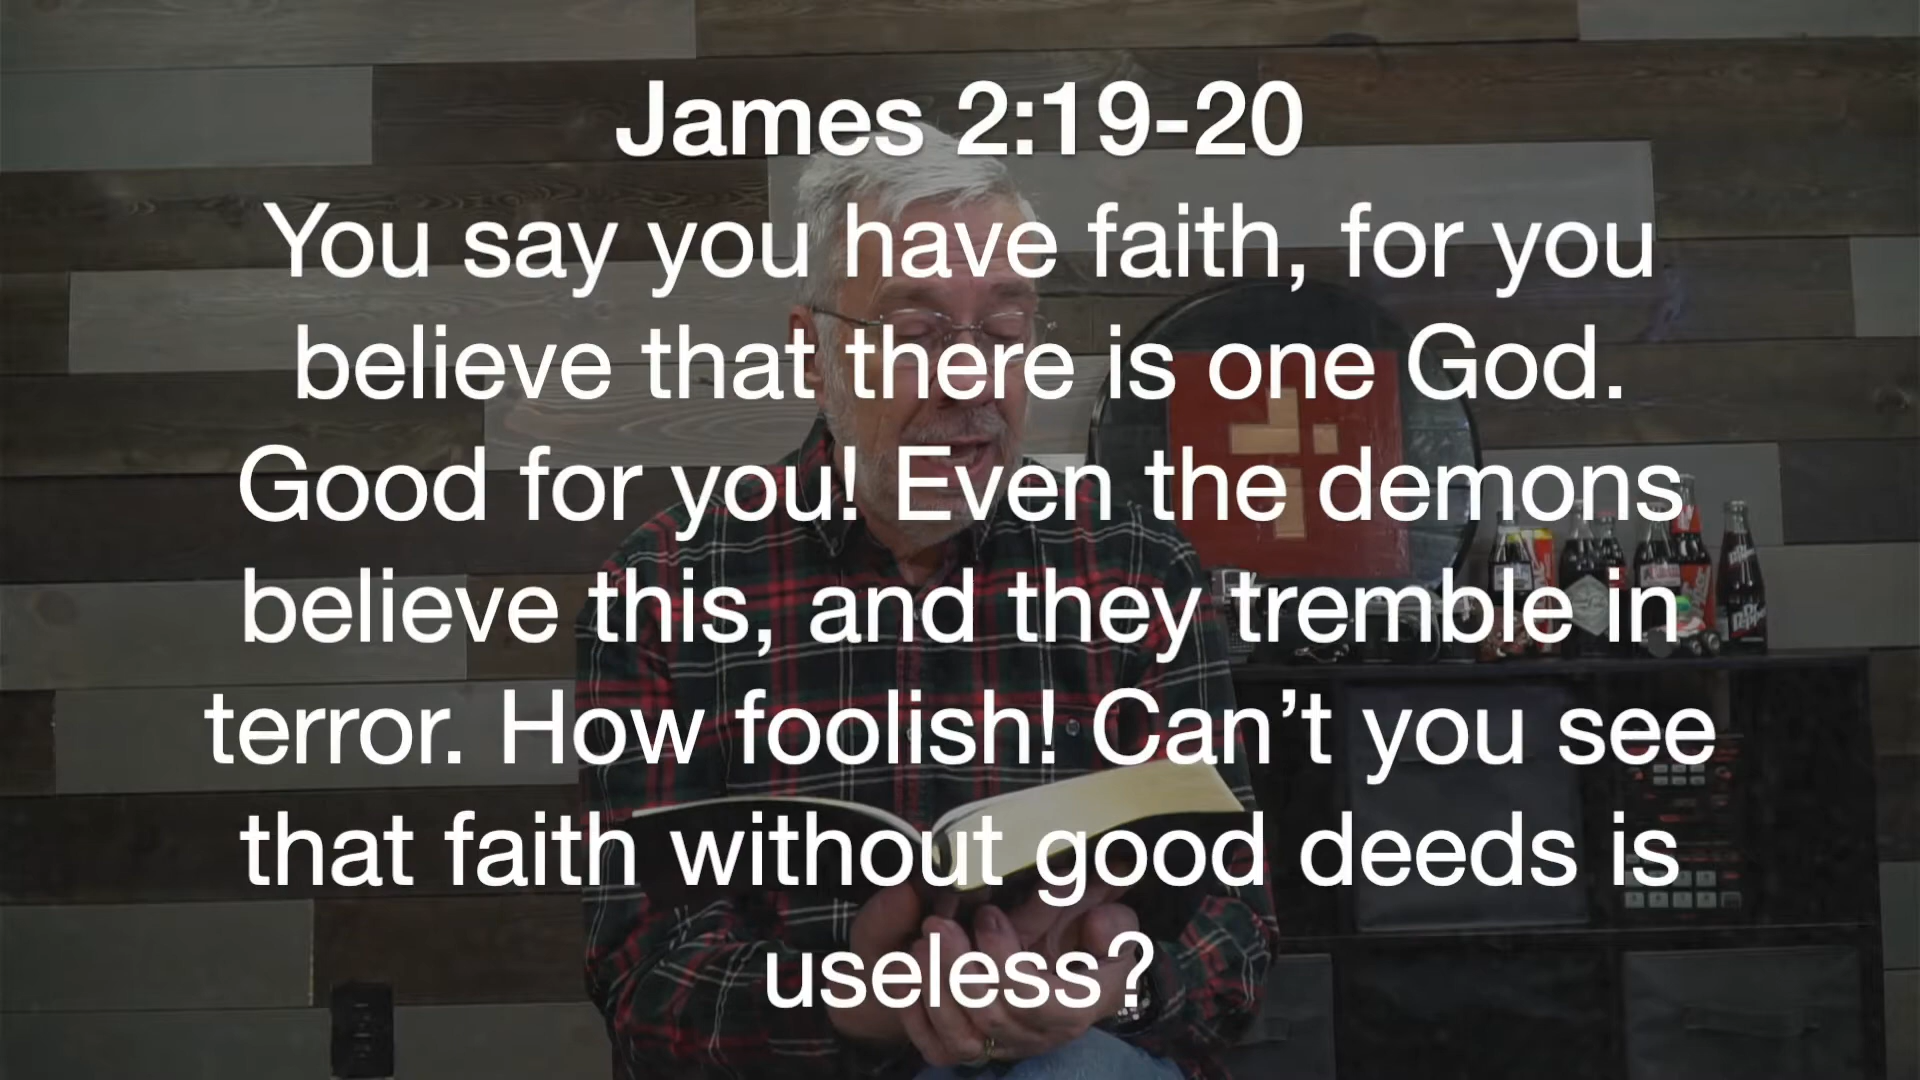 James 2:19-20
You say you have faith, for you
believe that there is one God.
Good for you! Even the demons
believe this, and they tremble in
terror. How foolish! Can’t you see
that faith without good deeds is
useless?
Dr Pepper